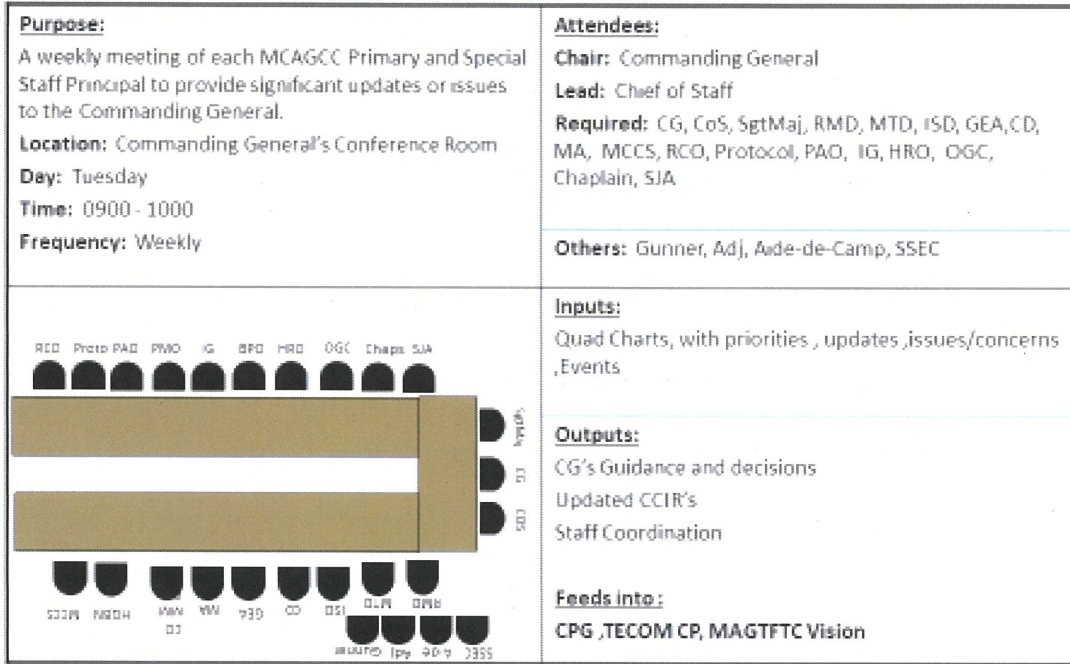 Purpose:
A weekly meeting of each MCAGCC Primary and Special
Staff Principal to provide significant updates or issues
to the Commanding General.
Location: Commanding General's Conference Room
Day: Tuesday
Time: 0900 - 1000
Frequency: Weekly
Attendees:
Chair: Commanding General
Lead: Chief of Staff
Required: CG, CoS, SgtMaj, RMD, MTD, ISD, GEA,CD,
MA, MCCS, RCO, Protocol, PAO, IG, HRO, OGC,
Chaplain, SJA
Others: Gunner, Adj, Aide-de-Camp, SSEC
RCO Proto PAO PMO IG BPO HRO OGC Chaps SJA
SgtMaj
CG
COS
MCCS HQBN CO MA GEA CD ISD MTD RMD
Gunner Adj Aide SSEC
Inputs:
Quad Charts, with priorities , updates ,issues/concerns
,Events
Outputs:
CG's Guidance and decisions
Updated CCIR's
Staff Coordination
Feeds into :
CPG ,TECOM CP, MAGTFTC Vision